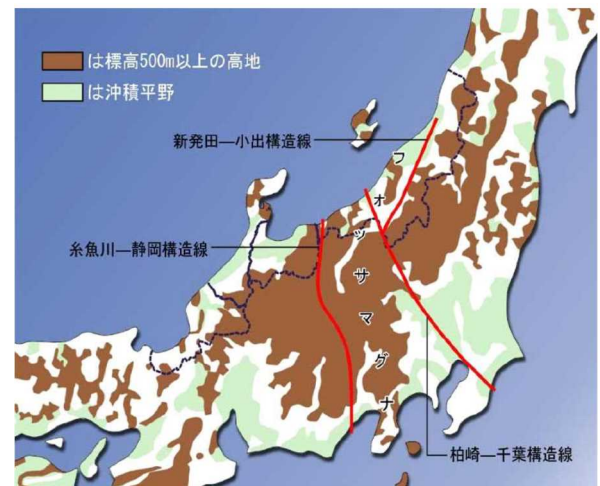 は標高500m以上の高地
は沖積平野
新発田―小出構造線
フォッサマグナ
糸魚川―静岡構造線
柏崎―千葉構造線